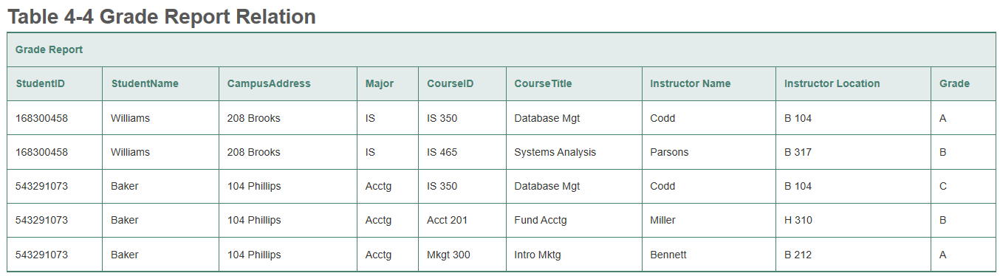 Table 4-4 Grade Report Relation
Grade Report
StudentID StudentName CampusAddress Major CourseID CourseTitle Instructor Name Instructor Location Grade
168300458 Williams 208 Brooks IS IS 350 Database Mgt Codd B 104 A
168300458 Williams 208 Brooks IS IS 465 Systems Analysis Parsons B 317 B
543291073 Baker 104 Phillips Acctg IS 350 Database Mgt Codd B 104 C
543291073 Baker 104 Phillips Acctg Acct 201 Fund Acctg Miller H 310 B
543291073 Baker 104 Phillips Acctg Mkgt 300 Intro Mktg Bennett B 212 A